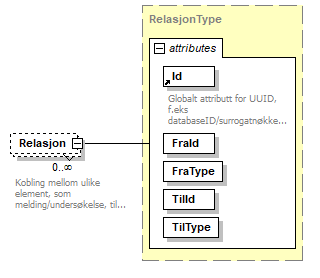 RelasjonType
attributes
Id
Globalt attributt for UUID,
f.eks
databaseID/surrogatnøkke...
Relasjon
0..∞
Kobling mellom ulike
element, som
melding/undersøkelse, til...
FraId
FraType
TilId
TilType